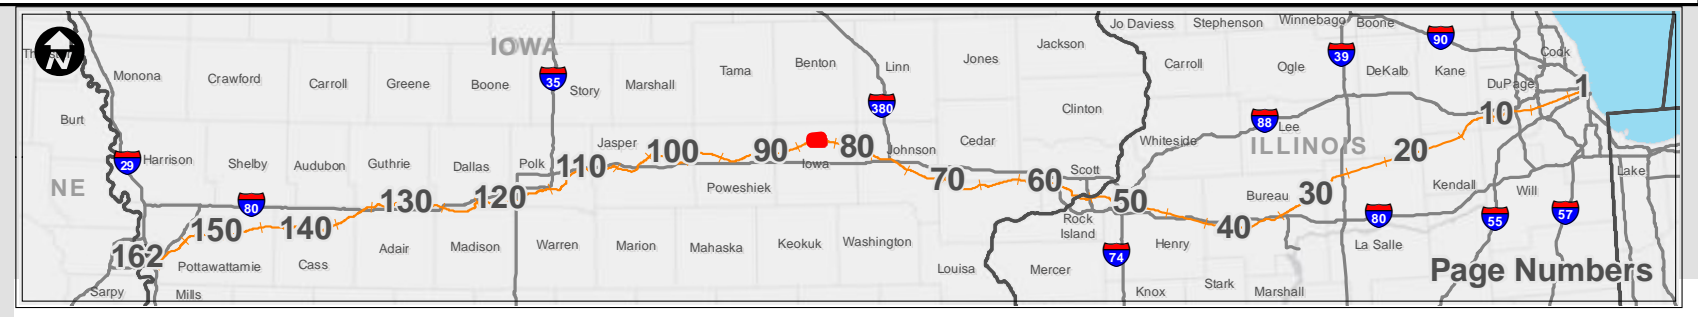 Jo Daviess Stephenson Winnebago Boone
IOWA
N
90
39
Cook
Jackson
Monona Crawford Carroll Greene Boone Story Marshall Tama Benton Linn Jones Carroll Ogle DeKalb Kane
35
DuPage
1
380
Clinton
10
Burt
88
Lee
Whiteside
ILLINOIS
Harrison Shelby Audubon Guthrie Dallas Polk Jasper Iowa Johnson Cedar Scott
29
110 100 90 80
20
Lake
NE
80
Poweshiek
70 60 50
Bureau
30
Kendall
Will
162 150 140 130 120
Rock
Island
40
80
55
57
Pottawattamie Cass Adair Madison Warren Marion Mahaska Keokuk Washington Louisa Mercer
74
Henry
La Salle
Page Numbers
Sarpy Mills Knox Stark Marshall